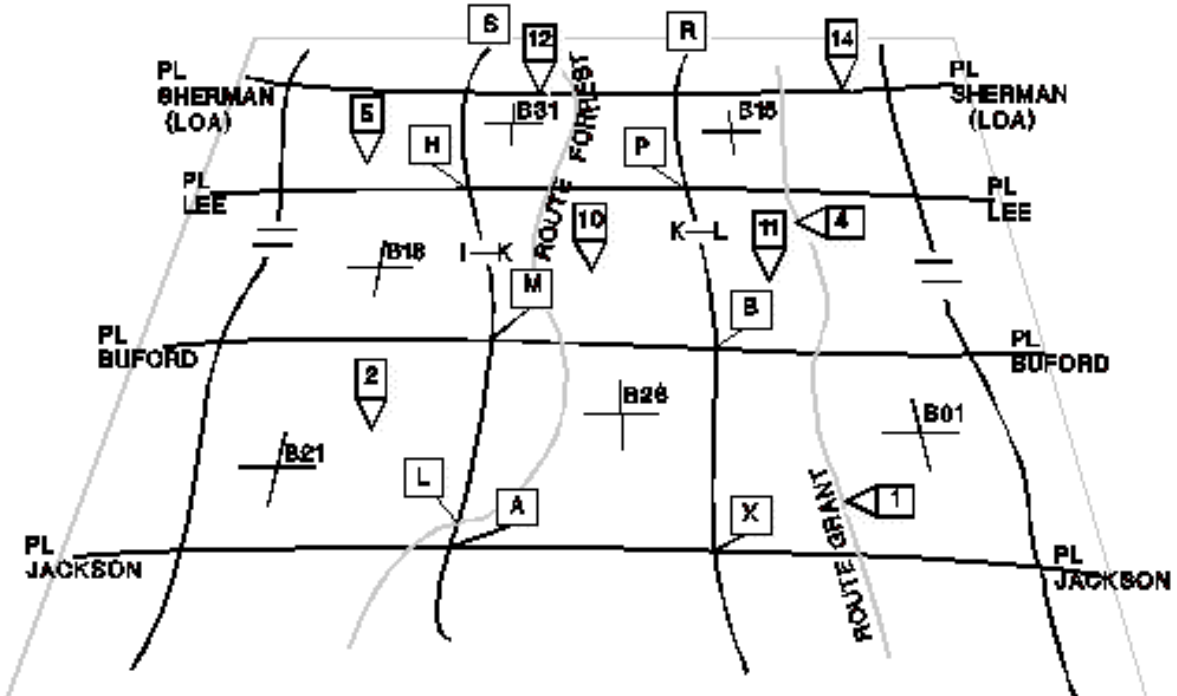 S
12
R
14
PL
SHERMAN
(LOA)
PL
SHERMAN
(LOA)
5
B31
B15
ROUTE FORREST
H
P
PL
LEE
PL
LEE
10
11
4
I—K
K—L
B18
M
B
PL
BUFORD
PL
BUFORD
2
B26
B01
B21
L
A
X
1
ROUTE GRANT
PL
JACKSON
PL
JACKSON